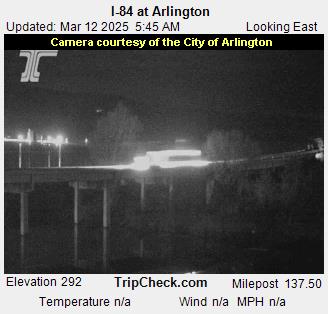 I-84 at Arlington
Updated: Mar 12 2025 5:45 AM Looking East
Camera courtesy of the City of Arlington
Elevation 292 TripCheck.com Milepost 137.50
Temperature n/a Wind n/a MPH n/a